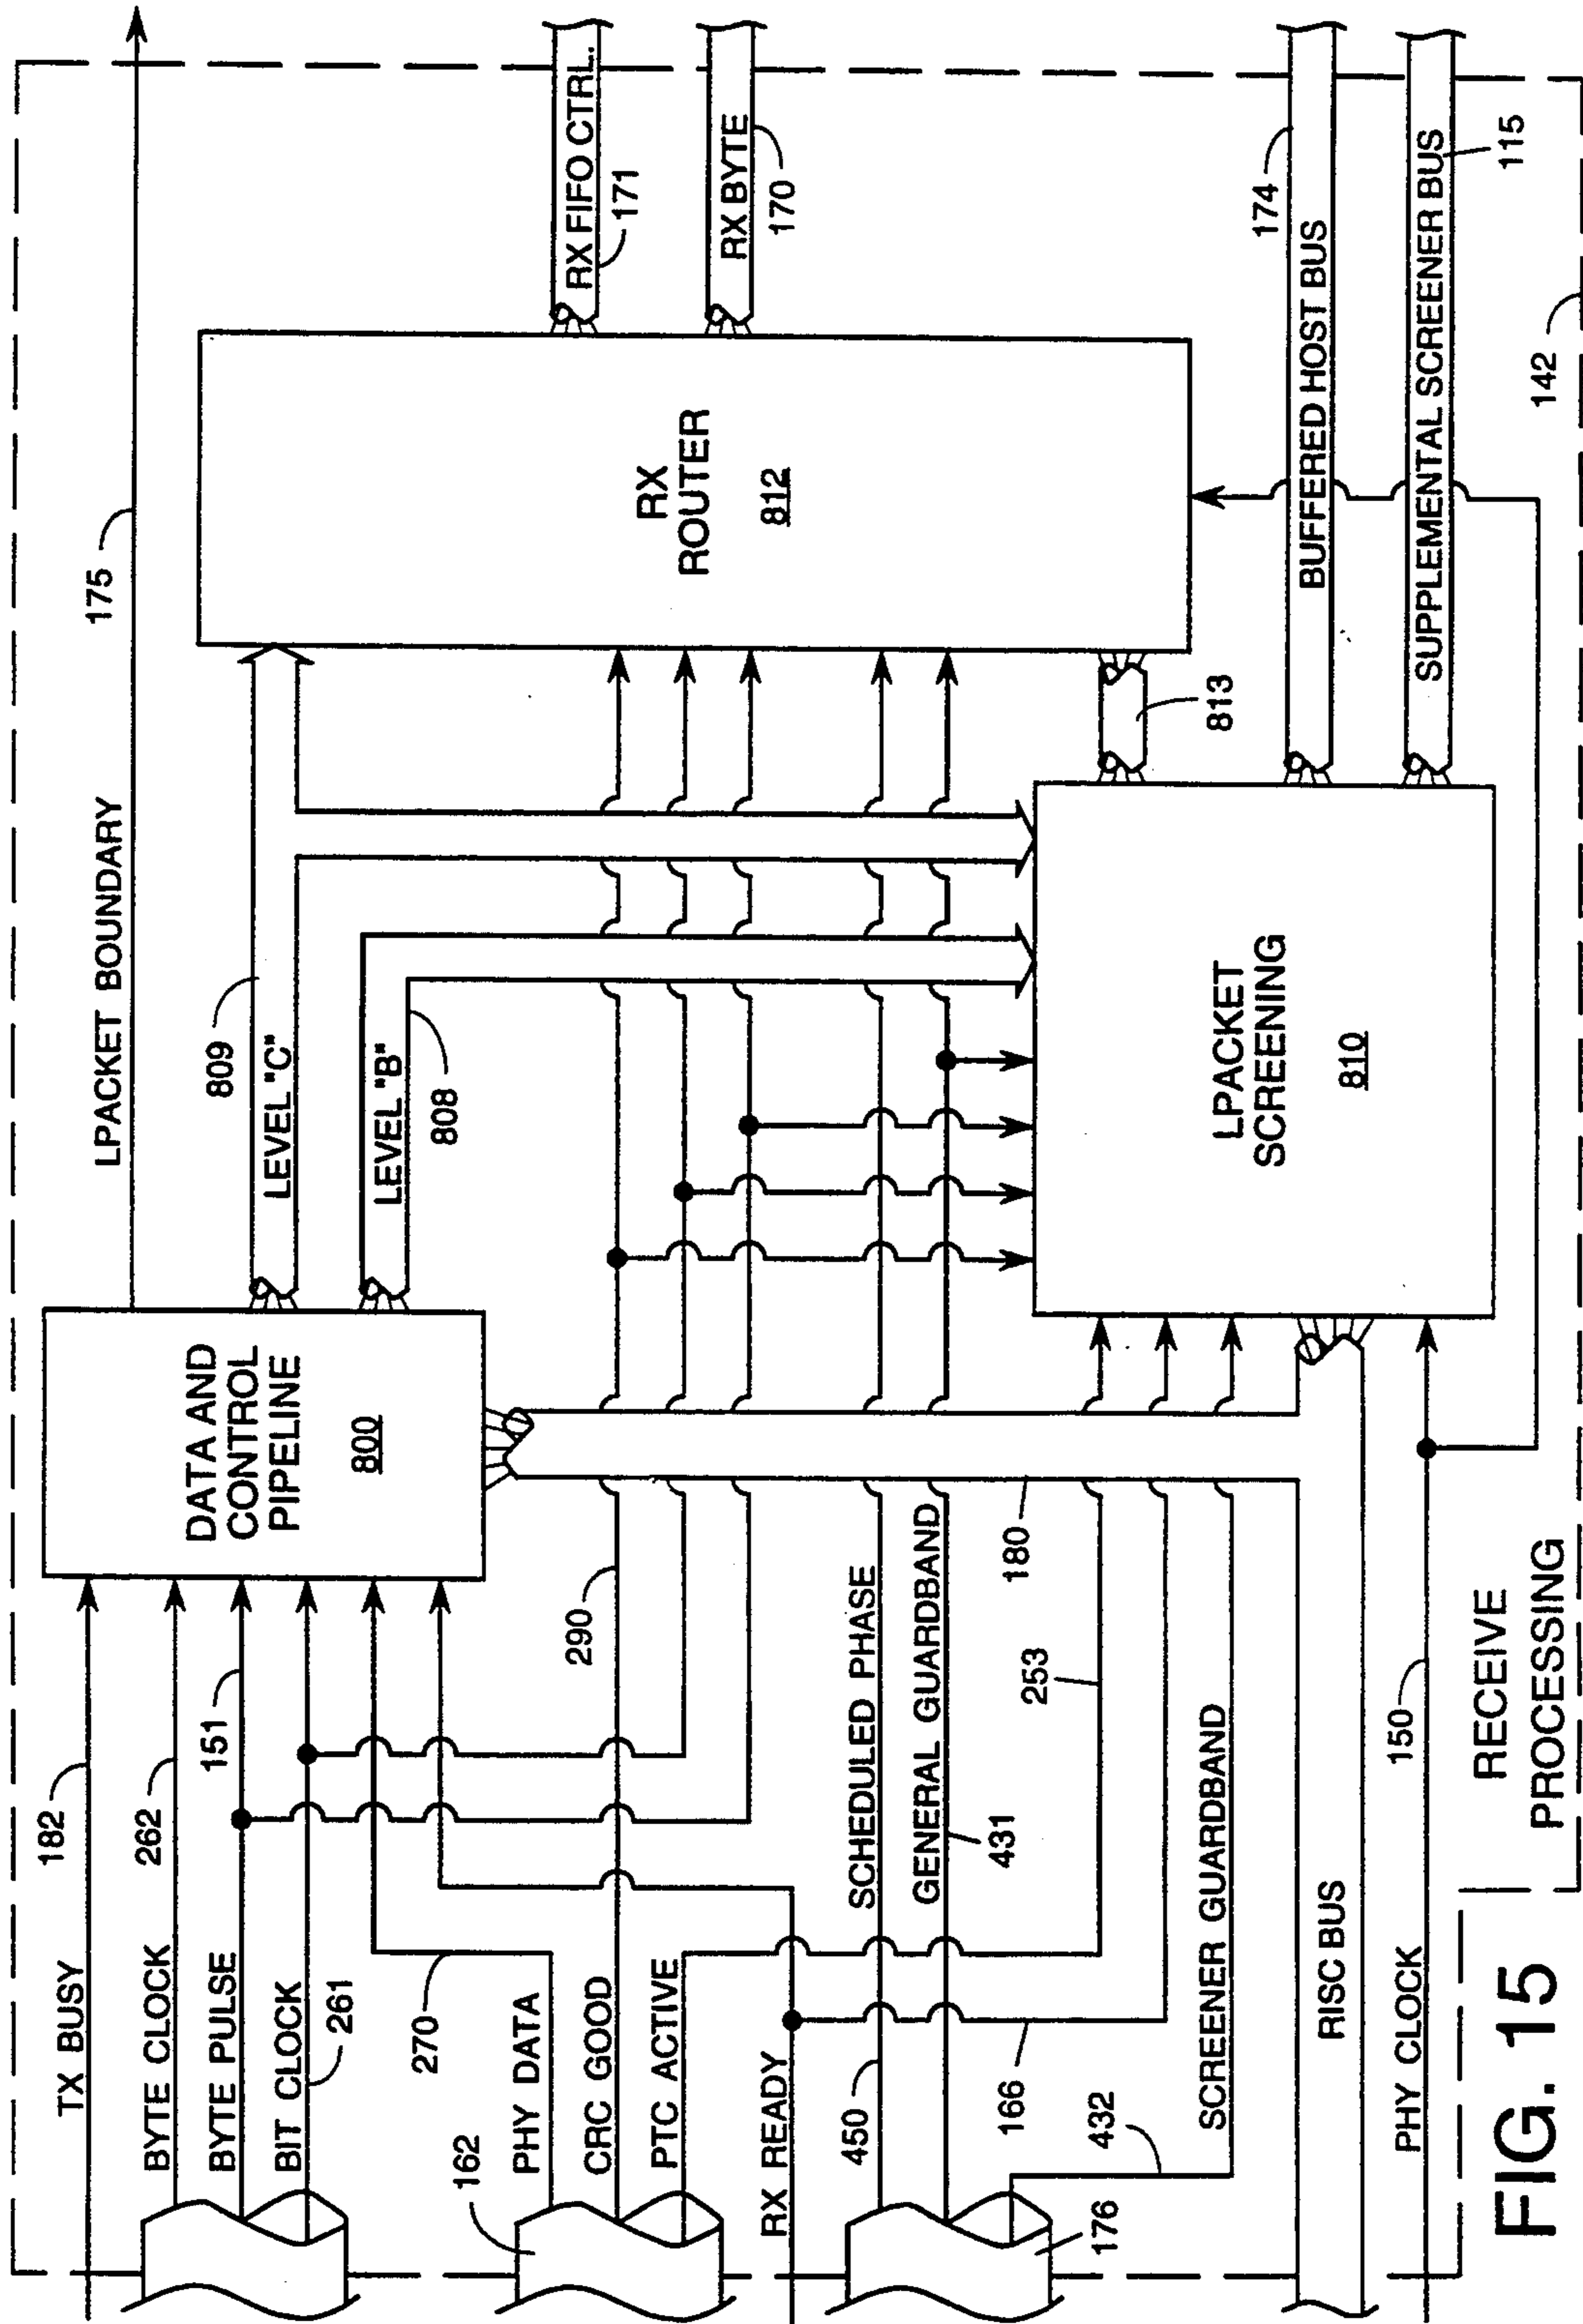 TX BUSY
182
BYTE CLOCK
262
BYTE PULSE
151
BIT CLOCK
261
270
PHY DATA
162
CRC GOOD
290
PTC ACTIVE
RX READY
450
SCHEDULED PHASE
GENERAL GUARDBAND
431
166
253
180
432
176
SCREENER GUARDBAND
RISC BUS
PHY CLOCK
150
DATA AND
CONTROL
PIPELINE
800
LPACKET BOUNDARY
175
809
LEVEL "C"
LEVEL "B"
808
LPACKET
SCREENING
810
RX
ROUTER
812
813
RX FIFO CTRL.
171
RX BYTE
170
174
BUFFERED HOST BUS
SUPPLEMENTAL SCREENER BUS
115
142
RECEIVE
PROCESSING
FIG. 15